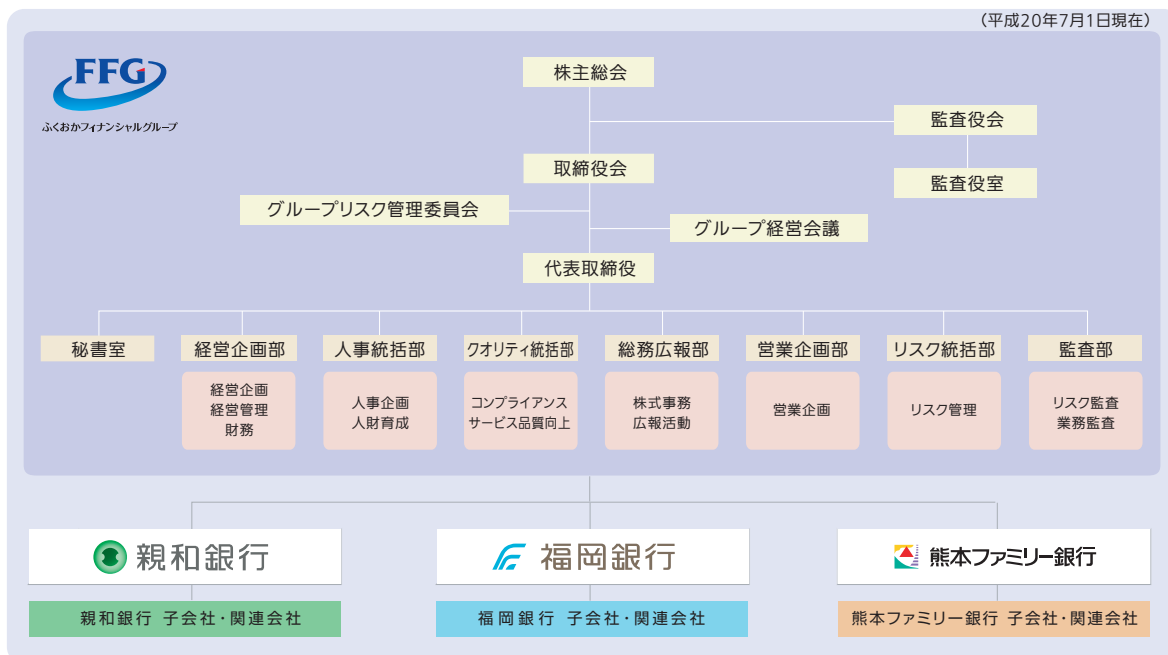 （平成20年7月1日現在）
FFG
ふくおかフィナンシャルグループ
株主総会
監査役会
監査役室
取締役会
グループリスク管理委員会
グループ経営会議
代表取締役
秘書室
経営企画部
人事統括部
クオリティ統括部
総務広報部
営業企画部
リスク統括部
監査部
経営企画
経営管理
財務
人事企画
人財育成
コンプライアンス
サービス品質向上
株式事務
広報活動
営業企画
リスク管理
リスク監査
業務監査
親和銀行
福岡銀行
熊本ファミリー銀行
親和銀行 子会社・関連会社
福岡銀行 子会社・関連会社
熊本ファミリー銀行 子会社・関連会社